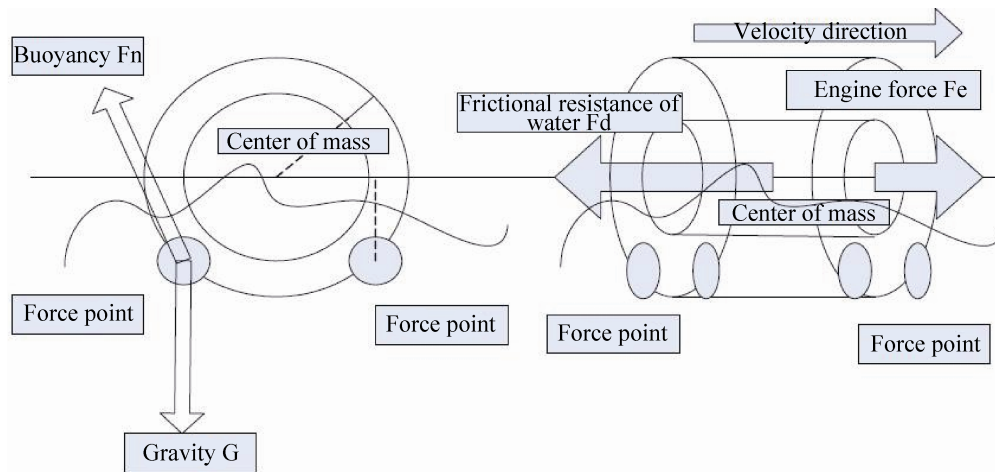 Buoyancy Fn
Center of mass
Force point
Force point
Gravity G
Velocity direction
Frictional resistance of
water Fd
Engine force Fe
Center of mass
Force point
Force point